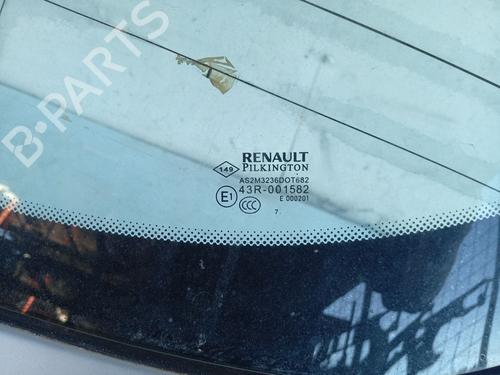 B-PARTS
RENAULT
149 PILKINGTON
AS2M3236DOT682
E1 43R-001582
E 000201
CCC 7